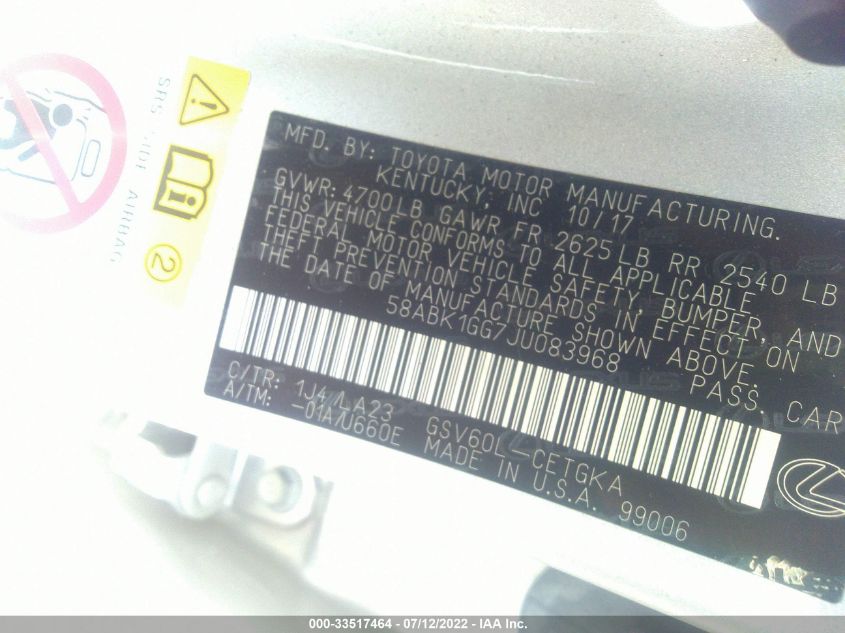 SRS SIDE AIRBAG
2
MFD. BY: TOYOTA MOTOR MANUFACTURING.
KENTUCKY, INC 10/17
GVWR: 4700LB GAWR FR 2625LB RR 2540 LB
THIS VEHICLE CONFORMS TO ALL APPLICABLE
FEDERAL MOTOR VEHICLE SAFETY, BUMPER, AND
THEFT PREVENTION STANDARDS IN EFFECT ON
THE DATE OF MANUFACTURE SHOWN ABOVE.
58ABK1GG7JU083968 PASS. CAR
C/TR: 1J4/LA23 GSV60L-CETGKA
A/TM: -01A/U660E MADE IN U.S.A. 99006
000-33517464 - 07/12/2022 - IAA Inc.